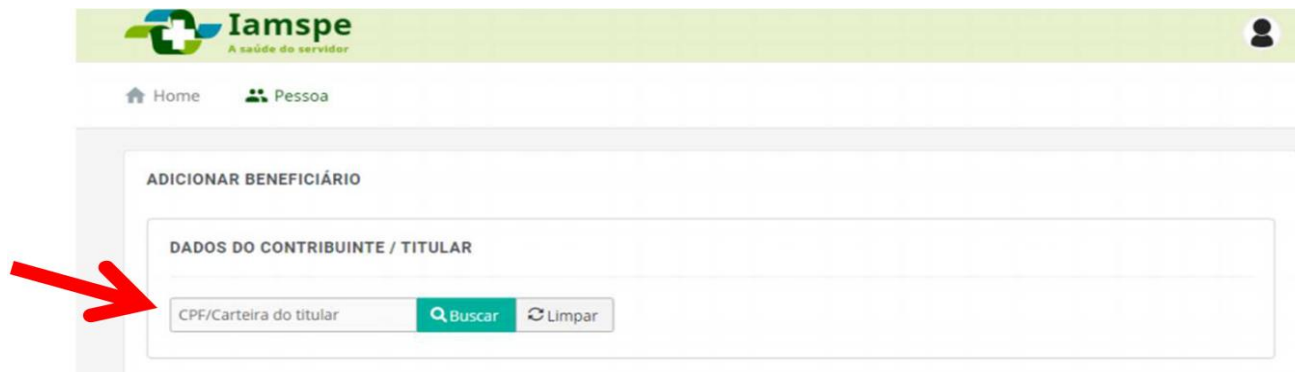 Iamspe
A saúde do servidor
Home Pessoa
ADICIONAR BENEFICIÁRIO
DADOS DO CONTRIBUINTE / TITULAR
CPF/Carteira do titular Buscar Limpar